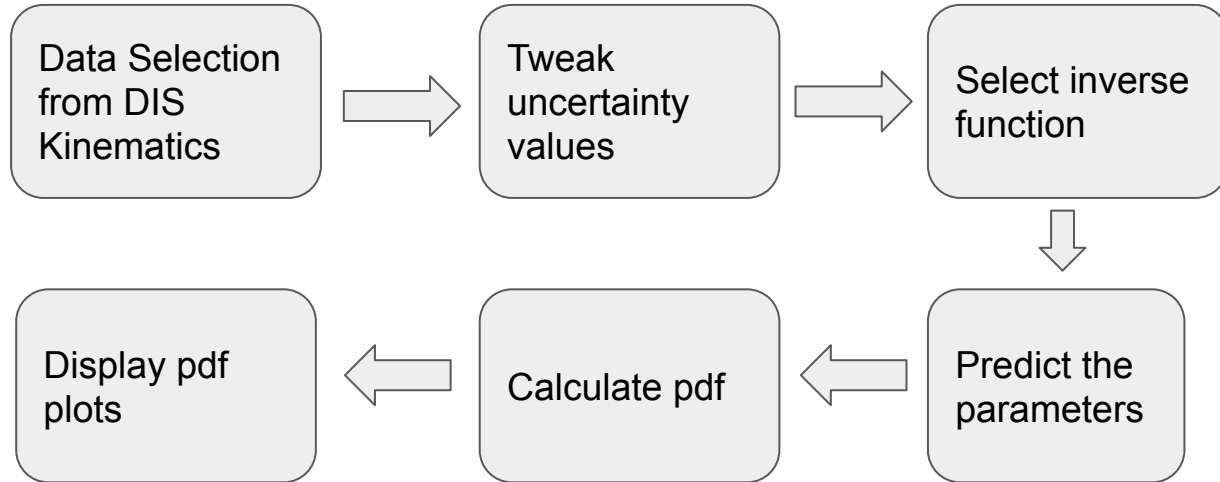 Data Selection
from DIS
Kinematics
Tweak
uncertainty
values
Select inverse
function
Predict the
parameters
Calculate pdf
Display pdf
plots